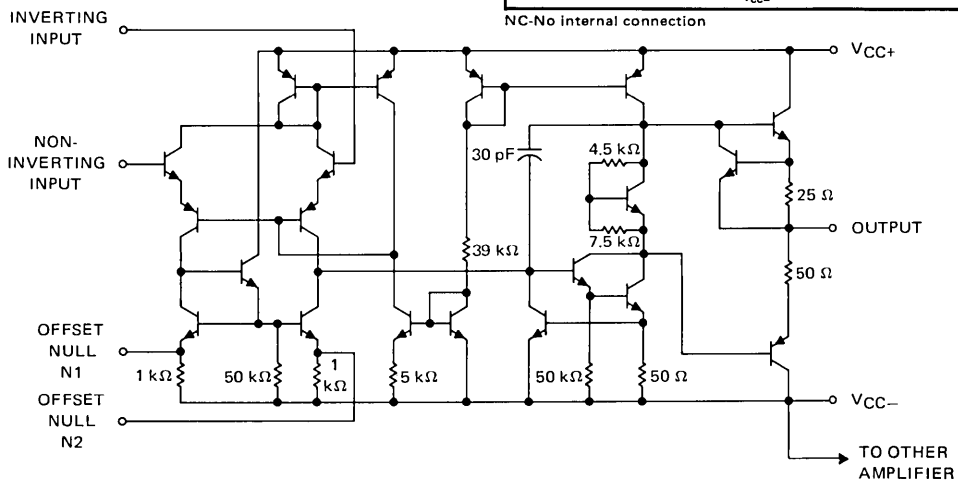 VCC−
NC-No internal connection
INVERTING
INPUT
VCC+
NON-
INVERTING
INPUT
30 pF
4.5 kΩ
25 Ω
7.5 kΩ
OUTPUT
39 kΩ
50 Ω
OFFSET
NULL
N1
1 kΩ
50 kΩ
1
kΩ
5 kΩ
50 kΩ
50 Ω
OFFSET
NULL
N2
VCC−
TO OTHER
AMPLIFIER